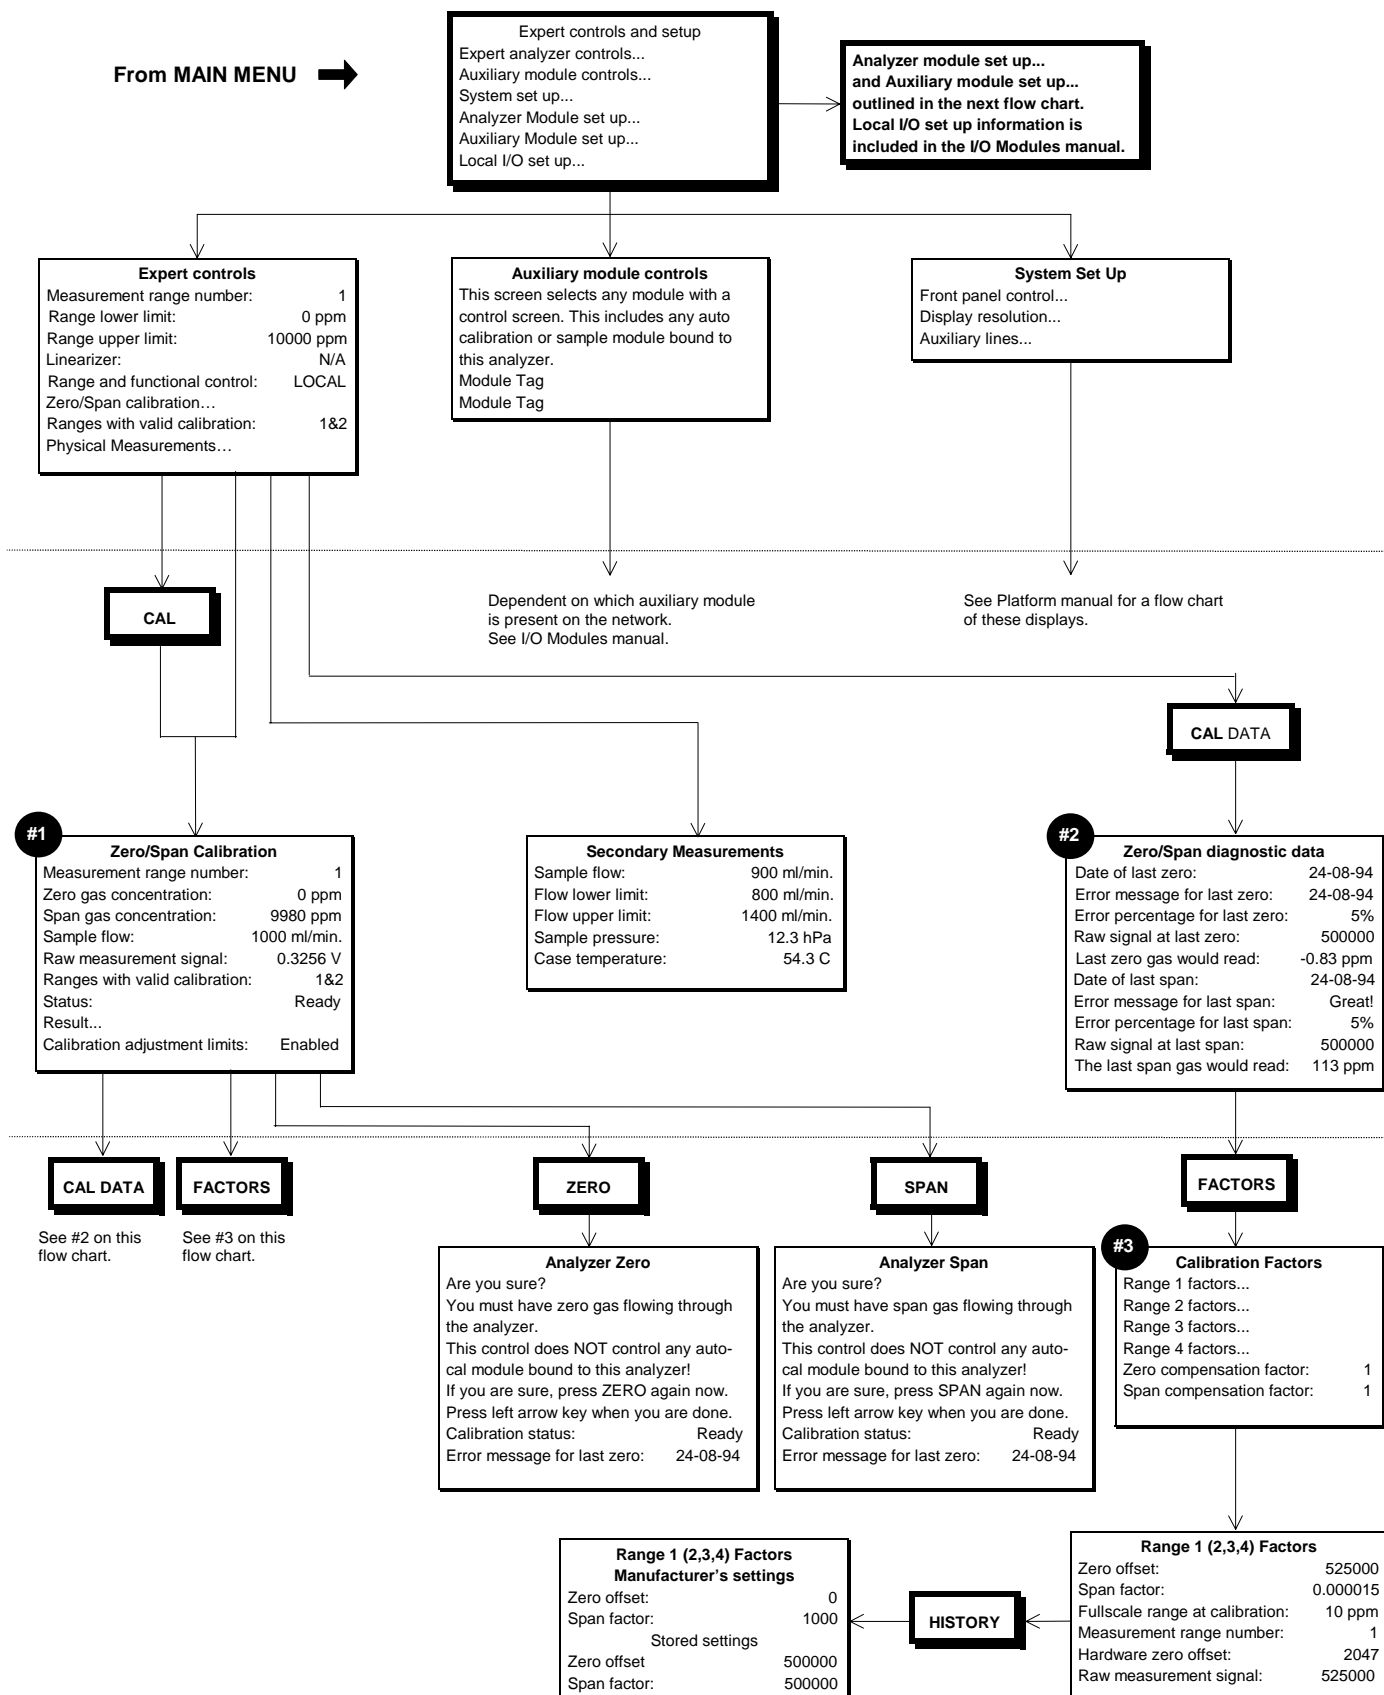 From MAIN MENU
Expert controls and setup
Expert analyzer controls...
Auxiliary module controls...
System set up...
Analyzer Module set up...
Auxiliary Module set up...
Local I/O set up...
Analyzer module set up...
and Auxiliary module set up...
outlined in the next flow chart.
Local I/O set up information is
included in the I/O Modules manual.
Expert controls
Measurement range number: 1
Range lower limit: 0 ppm
Range upper limit: 10000 ppm
Linearizer: N/A
Range and functional control: LOCAL
Zero/Span calibration…
Ranges with valid calibration: 1&2
Physical Measurements…
Auxiliary module controls
This screen selects any module with a
control screen. This includes any auto
calibration or sample module bound to
this analyzer.
Module Tag
Module Tag
System Set Up
Front panel control...
Display resolution...
Auxiliary lines...
CAL
Dependent on which auxiliary module
is present on the network.
See I/O Modules manual.
See Platform manual for a flow chart
of these displays.
CAL DATA
#1
Zero/Span Calibration
Measurement range number: 1
Zero gas concentration: 0 ppm
Span gas concentration: 9980 ppm
Sample flow: 1000 ml/min.
Raw measurement signal: 0.3256 V
Ranges with valid calibration: 1&2
Status: Ready
Result...
Calibration adjustment limits: Enabled
Secondary Measurements
Sample flow: 900 ml/min.
Flow lower limit: 800 ml/min.
Flow upper limit: 1400 ml/min.
Sample pressure: 12.3 hPa
Case temperature: 54.3 C
#2
Zero/Span diagnostic data
Date of last zero: 24-08-94
Error message for last zero: 24-08-94
Error percentage for last zero: 5%
Raw signal at last zero: 500000
Last zero gas would read: -0.83 ppm
Date of last span: 24-08-94
Error message for last span: Great!
Error percentage for last span: 5%
Raw signal at last span: 500000
The last span gas would read: 113 ppm
CAL DATA
See #2 on this
flow chart.
FACTORS
See #3 on this
flow chart.
ZERO
SPAN
FACTORS
Analyzer Zero
Are you sure?
You must have zero gas flowing through
the analyzer.
This control does NOT control any auto-
cal module bound to this analyzer!
If you are sure, press ZERO again now.
Press left arrow key when you are done.
Calibration status: Ready
Error message for last zero: 24-08-94
Analyzer Span
Are you sure?
You must have span gas flowing through
the analyzer.
This control does NOT control any auto-
cal module bound to this analyzer!
If you are sure, press SPAN again now.
Press left arrow key when you are done.
Calibration status: Ready
Error message for last zero: 24-08-94
#3
Calibration Factors
Range 1 factors...
Range 2 factors...
Range 3 factors...
Range 4 factors...
Zero compensation factor: 1
Span compensation factor: 1
Range 1 (2,3,4) Factors
Manufacturer’s settings
Zero offset: 0
Span factor: 1000
Stored settings
Zero offset 500000
Span factor: 500000
HISTORY
Range 1 (2,3,4) Factors
Zero offset: 525000
Span factor: 0.000015
Fullscale range at calibration: 10 ppm
Measurement range number: 1
Hardware zero offset: 2047
Raw measurement signal: 525000